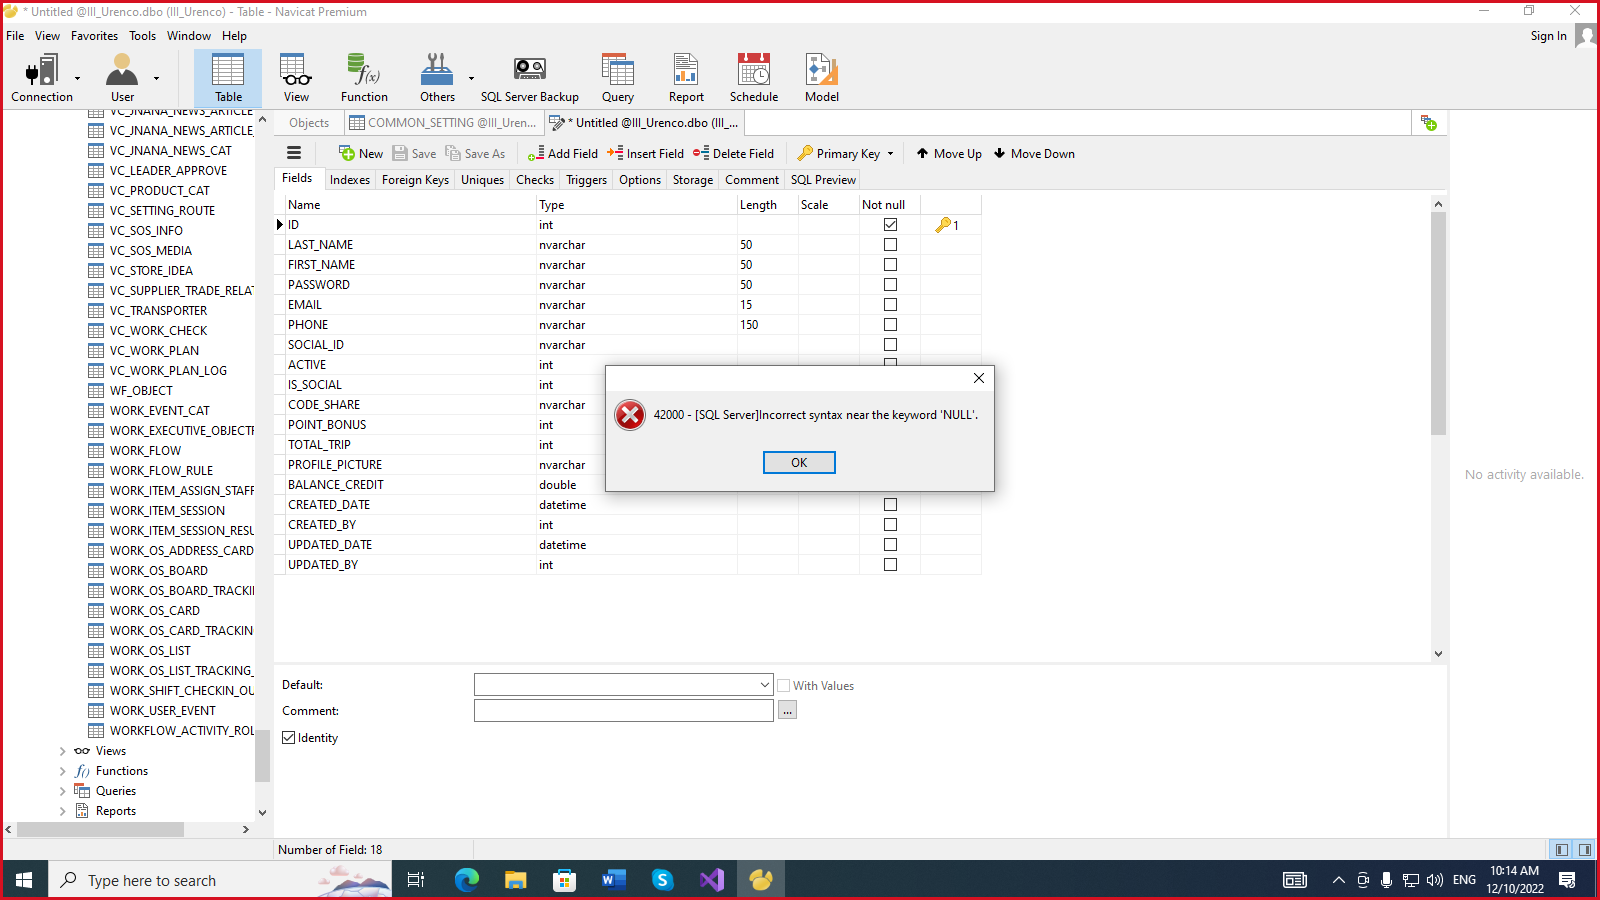 * Untitled @III_Urenco.dbo (III_Urenco) - Table - Navicat Premium
File View Favorites Tools Window Help
Sign In
Connection User Table View Function Others SQL Server Backup Query Report Schedule Model
VC_JNANA_NEWS_ARTICLE
VC_JNANA_NEWS_ARTICLE_
VC_JNANA_NEWS_CAT
VC_LEADER_APPROVE
VC_PRODUCT_CAT
VC_SETTING_ROUTE
VC_SOS_INFO
VC_SOS_MEDIA
VC_STORE_IDEA
VC_SUPPLIER_TRADE_RELAT
VC_TRANSPORTER
VC_WORK_CHECK
VC_WORK_PLAN
VC_WORK_PLAN_LOG
WF_OBJECT
WORK_EVENT_CAT
WORK_EXECUTIVE_OBJECTF
WORK_FLOW
WORK_FLOW_RULE
WORK_ITEM_ASSIGN_STAFF
WORK_ITEM_SESSION
WORK_ITEM_SESSION_RESU
WORK_OS_ADDRESS_CARD
WORK_OS_BOARD
WORK_OS_BOARD_TRACKI
WORK_OS_CARD
WORK_OS_CARD_TRACKIN
WORK_OS_LIST
WORK_OS_LIST_TRACKING_
WORK_SHIFT_CHECKIN_OU
WORK_USER_EVENT
WORKFLOW_ACTIVITY_ROL
Views
f() Functions
Queries
Reports
Objects COMMON_SETTING @III_Uren... * Untitled @III_Urenco.dbo (III_...
New Save Save As Add Field Insert Field Delete Field Primary Key Move Up Move Down
Fields Indexes Foreign Keys Uniques Checks Triggers Options Storage Comment SQL Preview
Name Type Length Scale Not null
ID int 1
LAST_NAME nvarchar 50
FIRST_NAME nvarchar 50
PASSWORD nvarchar 50
EMAIL nvarchar 15
PHONE nvarchar 150
SOCIAL_ID nvarchar
ACTIVE int
IS_SOCIAL int
CODE_SHARE nvarchar
POINT_BONUS int
TOTAL_TRIP int
PROFILE_PICTURE nvarchar
BALANCE_CREDIT double
CREATED_DATE datetime
CREATED_BY int
UPDATED_DATE datetime
UPDATED_BY int
42000 - [SQL Server]Incorrect syntax near the keyword 'NULL'.
OK
No activity available.
Default: With Values
Comment: ...
Identity
Number of Field: 18
Type here to search
ENG
10:14 AM
12/10/2022